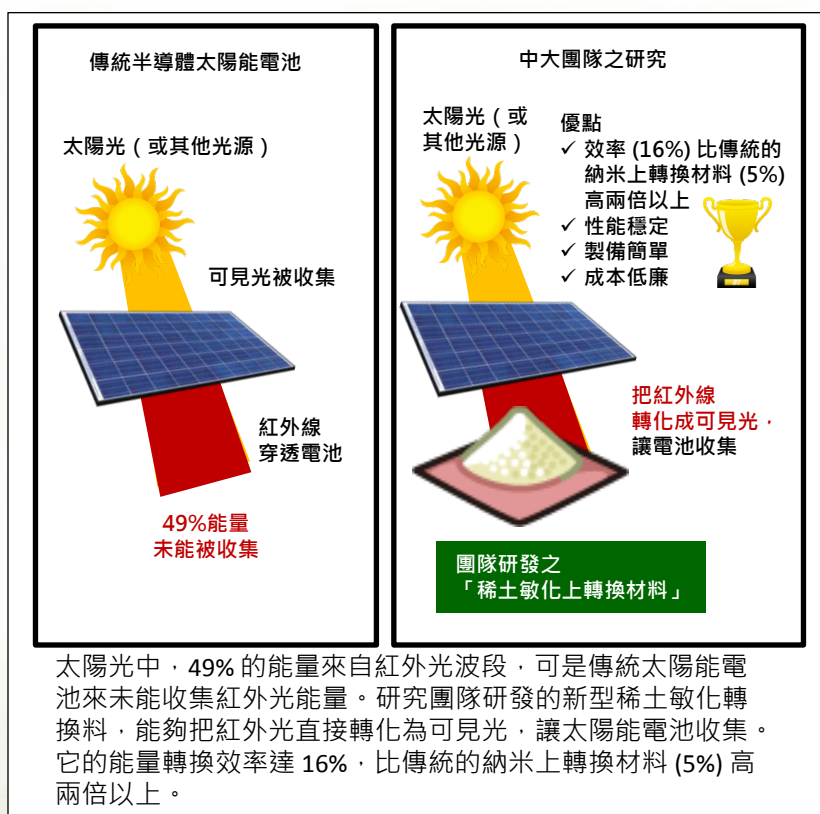 傳統半導體太陽能電池
太陽光（或其他光源）
可見光被收集
紅外線
穿透電池
49%能量
未能被收集
中大團隊之研究
太陽光（或
其他光源）
優點
✓ 效率 (16%) 比傳統的
納米上轉換材料 (5%)
高兩倍以上
✓ 性能穩定
✓ 製備簡單
✓ 成本低廉
把紅外線
轉化成可見光，
讓電池收集
團隊研發之
「稀土敏化上轉換材料」
太陽光中，49% 的能量來自紅外光波段，可是傳統太陽能電
池來未能收集紅外光能量。研究團隊研發的新型稀土敏化轉
換料，能夠把紅外光直接轉化為可見光，讓太陽能電池收集。
它的能量轉換效率達 16%，比傳統的納米上轉換材料 (5%) 高
兩倍以上。